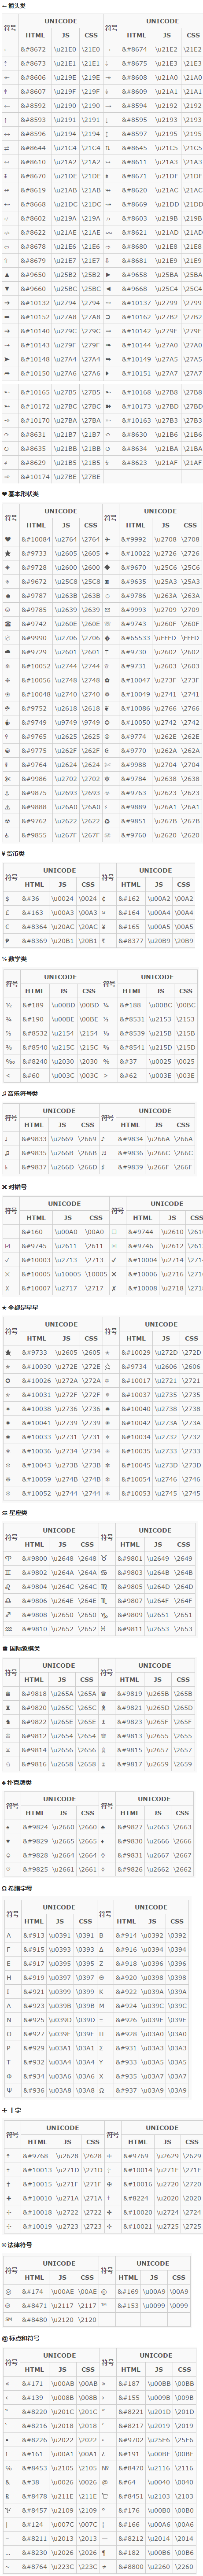 ← 箭头类
符号 UNICODE 符号 UNICODE
HTML JS CSS HTML JS CSS
⇠ &#8672 \u21E0 \21E0 ⇢ &#8674 \u21E2 \21E2
⇡ &#8673 \u21E1 \21E1 ⇣ &#8675 \u21E3 \21E3
↞ &#8606 \u219E \219E ↠ &#8608 \u21A0 \21A0
↟ &#8607 \u219F \219F ↡ &#8609 \u21A1 \21A1
← &#8592 \u2190 \2190 → &#8594 \u2192 \2192
↑ &#8593 \u2191 \2191 ↓ &#8595 \u2193 \2193
↔ &#8596 \u2194 \2194 ↕ &#8597 \u2195 \2195
⇄ &#8644 \u21C4 \21C4 ⇅ &#8645 \u21C5 \21C5
↢ &#8610 \u21A2 \21A2 ↣ &#8611 \u21A3 \21A3
⇞ &#8670 \u21DE \21DE ⇟ &#8671 \u21DF \21DF
↫ &#8619 \u21AB \21AB ↬ &#8620 \u21AC \21AC
⇜ &#8668 \u21DC \21DC ⇝ &#8669 \u21DD \21DD
↚ &#8602 \u219A \219A ↛ &#8603 \u219B \219B
↮ &#8622 \u21AE \21AE ↭ &#8621 \u21AD \21AD
⇦ &#8678 \u21E6 \21E6 ⇨ &#8680 \u21E8 \21E8
⇧ &#8679 \u21E7 \21E7 ⇩ &#8681 \u21E9 \21E9
▲ &#9650 \u25B2 \25B2 ► &#9658 \u25BA \25BA
▼ &#9660 \u25BC \25BC ◄ &#9668 \u25C4 \25C4
➔ &#10132 \u2794 \2794 ➙ &#10137 \u2799 \2799
➨ &#10152 \u27A8 \27A8 ➲ &#10162 \u27B2 \27B2
➜ &#10140 \u279C \279C ➞ &#10142 \u279E \279E
➟ &#10143 \u279F \279F ➠ &#10144 \u27A0 \27A0
➤ &#10148 \u27A4 \27A4 ➥ &#10149 \u27A5 \27A5
➦ &#10150 \u27A6 \27A6 ➧ &#10151 \u27A7 \27A7
➵ &#10165 \u27B5 \27B5 ➸ &#10168 \u27B8 \27B8
➼ &#10172 \u27BC \27BC ➽ &#10173 \u27BD \27BD
➺ &#10170 \u27BA \27BA ➳ &#10163 \u27B3 \27B3
↷ &#8631 \u21B7 \21B7 ↶ &#8630 \u21B6 \21B6
↻ &#8635 \u21BB \21BB ↺ &#8634 \u21BA \21BA
↵ &#8629 \u21B5 \21B5 ↯ &#8623 \u21AF \21AF
➾ &#10174 \u27BE \27BE
❤ 基本形状类
符号 UNICODE 符号 UNICODE
HTML JS CSS HTML JS CSS
❤ &#10084 \u2764 \2764 ✈ &#9992 \u2708 \2708
★ &#9733 \u2605 \2605 ✦ &#10022 \u2726 \2726
☀ &#9728 \u2600 \2600 ◆ &#9670 \u25C6 \25C6
◈ &#9672 \u25C8 \25C8 ▣ &#9635 \u25A3 \25A3
☻ &#9787 \u263B \263B ☺ &#9786 \u263A \263A
☹ &#9785 \u2639 \2639 ✉ &#9993 \u2709 \2709
☎ &#9742 \u260E \260E ☏ &#9743 \u260F \260F
✆ &#9990 \u2706 \2706 � &#65533 \uFFFD \FFFD
☁ &#9729 \u2601 \2601 ☂ &#9730 \u2602 \2602
❄ &#10052 \u2744 \2744 ☃ &#9731 \u2603 \2603
❈ &#10056 \u2748 \2748 ✿ &#10047 \u273F \273F
❀ &#10048 \u2740 \2740 ❁ &#10049 \u2741 \2741
☘ &#9752 \u2618 \2618 ❦ &#10086 \u2766 \2766
☕ &#9749 \u9749 \9749 ❂ &#10050 \u2742 \2742
☥ &#9765 \u2625 \2625 ☮ &#9774 \u262E \262E
☯ &#9775 \u262F \262F ☪ &#9770 \u262A \262A
☤ &#9764 \u2624 \2624 ✄ &#9988 \u2704 \2704
✂ &#9986 \u2702 \2702 ☸ &#9784 \u2638 \2638
⚓ &#9875 \u2693 \2693 ☣ &#9763 \u2623 \2623
⚠ &#9888 \u26A0 \26A0 ⚡ &#9889 \u26A1 \26A1
☢ &#9762 \u2622 \2622 ♻ &#9851 \u267B \267B
♿ &#9855 \u267F \267F ☠ &#9760 \u2620 \2620
¥ 货币类
符号 UNICODE 符号 UNICODE
HTML JS CSS HTML JS CSS
$ &#36 \u0024 \0024 ¢ &#162 \u00A2 \00A2
£ &#163 \u00A3 \00A3 ¤ &#164 \u00A4 \00A4
€ &#8364 \u20AC \20AC ¥ &#165 \u00A5 \00A5
₱ &#8369 \u20B1 \20B1 ₹ &#8377 \u20B9 \20B9
½ 数学类
符号 UNICODE 符号 UNICODE
HTML JS CSS HTML JS CSS
½ &#189 \u00BD \00BD ¼ &#188 \u00BC \00BC
¾ &#190 \u00BE \00BE ⅓ &#8531 \u2153 \2153
⅔ &#8532 \u2154 \2154 ⅛ &#8539 \u215B \215B
⅜ &#8540 \u215C \215C ⅝ &#8541 \u215D \215D
‰ &#8240 \u2030 \2030 % &#37 \u0025 \0025
< &#60 \u003C \003C > &#62 \u003E \003E
♫ 音乐符号类
符号 UNICODE 符号 UNICODE
HTML JS CSS HTML JS CSS
♩ &#9833 \u2669 \2669 ♪ &#9834 \u266A \266A
♫ &#9835 \u266B \266B ♬ &#9836 \u266C \266C
♭ &#9837 \u266D \266D ♯ &#9839 \u266F \266F
✖ 对错号
符号 UNICODE 符号 UNICODE
HTML JS CSS HTML JS CSS
&#160 \u00A0 \00A0 ☐ &#9744 \u2610 \2610
☑ &#9745 \u2611 \2611 ☒ &#9746 \u2612 \2612
✓ &#10003 \u2713 \2713 ✔ &#10004 \u2714 \2714
✕ &#10005 \u10005 \10005 ✖ &#10006 \u2716 \2716
✗ &#10007 \u2717 \2717 ✘ &#10008 \u2718 \2718
★ 全都是星星
符号 UNICODE 符号 UNICODE
HTML JS CSS HTML JS CSS
★ &#9733 \u2605 \2605 ✭ &#10029 \u272D \272D
✮ &#10030 \u272E \272E ☆ &#9734 \u2606 \2606
✪ &#10026 \u272A \272A ✡ &#10017 \u2721 \2721
✯ &#10031 \u272F \272F ✵ &#10037 \u2735 \2735
✶ &#10038 \u2736 \2736 ✸ &#10040 \u2738 \2738
✹ &#10041 \u2739 \2739 ✺ &#10042 \u273A \273A
✱ &#10033 \u2731 \2731 ✲ &#10034 \u2732 \2732
✴ &#10036 \u2734 \2734 ✳ &#10035 \u2733 \2733
✻ &#10043 \u273B \273B ✽ &#10045 \u273D \273D
❋ &#10059 \u274B \274B ❆ &#10054 \u2746 \2746
❄ &#10052 \u2744 \2744 ❅ &#10053 \u2745 \2745
♒ 星座类
符号 UNICODE 符号 UNICODE
HTML JS CSS HTML JS CSS
♈ &#9800 \u2648 \2648 ♉ &#9801 \u2649 \2649
♊ &#9802 \u264A \264A ♋ &#9803 \u264B \264B
♌ &#9804 \u264C \264C ♍ &#9805 \u264D \264D
♎ &#9806 \u264E \264E ♏ &#9807 \u264F \264F
♐ &#9808 \u2650 \2650 ♑ &#9809 \u2651 \2651
♒ &#9810 \u2652 \2652 ♓ &#9811 \u2653 \2653
♚ 国际象棋类
符号 UNICODE 符号 UNICODE
HTML JS CSS HTML JS CSS
♚ &#9818 \u265A \265A ♛ &#9819 \u265B \265B
♜ &#9820 \u265C \265C ♝ &#9821 \u265D \265D
♞ &#9822 \u265E \265E ♟ &#9823 \u265F \265F
♔ &#9812 \u2654 \2654 ♕ &#9813 \u2655 \2655
♖ &#9814 \u2656 \2656 ♗ &#9815 \u2657 \2657
♘ &#9816 \u2658 \2658 ♙ &#9817 \u2659 \2659
♣ 扑克牌类
符号 UNICODE 符号 UNICODE
HTML JS CSS HTML JS CSS
♠ &#9824 \u2660 \2660 ♣ &#9827 \u2663 \2663
♥ &#9829 \u2665 \2665 ♦ &#9830 \u2666 \2666
♤ &#9828 \u2664 \2664 ♧ &#9831 \u2667 \2667
♡ &#9825 \u2661 \2661 ♢ &#9826 \u2662 \2662
Ω 希腊字母
符号 UNICODE 符号 UNICODE
HTML JS CSS HTML JS CSS
Α &#913 \u0391 \0391 Β &#914 \u0392 \0392
Γ &#915 \u0393 \0393 Δ &#916 \u0394 \0394
Ε &#917 \u0395 \0395 Ζ &#918 \u0396 \0396
Η &#919 \u0397 \0397 Θ &#920 \u0398 \0398
Ι &#921 \u0399 \0399 Κ &#922 \u039A \039A
Λ &#923 \u039B \039B Μ &#924 \u039C \039C
Ν &#925 \u039D \039D Ξ &#926 \u039E \039E
Ο &#927 \u039F \039F Π &#928 \u03A0 \03A0
Ρ &#929 \u03A1 \03A1 Σ &#931 \u03A3 \03A3
Τ &#932 \u03A4 \03A4 Υ &#933 \u03A5 \03A5
Φ &#934 \u03A6 \03A6 Χ &#935 \u03A7 \03A7
Ψ &#936 \u03A8 \03A8 Ω &#937 \u03A9 \03A9
☩ 十字
符号 UNICODE 符号 UNICODE
HTML JS CSS HTML JS CSS
☨ &#9768 \u2628 \2628 ☩ &#9769 \u2629 \2629
✝ &#10013 \u271D \271D ✞ &#10014 \u271E \271E
✟ &#10015 \u271F \271F ✠ &#10016 \u2720 \2720
✚ &#10010 \u271A \271A † &#8224 \u2020 \2020
✢ &#10018 \u2722 \2722 ✤ &#10020 \u2724 \2724
✣ &#10019 \u2723 \2723 ✥ &#10021 \u2725 \2725
© 法律符号
符号 UNICODE 符号 UNICODE
HTML JS CSS HTML JS CSS
® &#174 \u00AE \00AE © &#169 \u00A9 \00A9
℗ &#8471 \u2117 \2117 ™ &#153 \u0099 \0099
℠ &#8480 \u2120 \2120
@ 标点和符号
符号 UNICODE 符号 UNICODE
HTML JS CSS HTML JS CSS
« &#171 \u00AB \00AB » &#187 \u00BB \00BB
‹ &#139 \u008B \008B › &#155 \u009B \009B
“ &#8220 \u201C \201C ” &#8221 \u201D \201D
‘ &#8216 \u2018 \2018 ’ &#8217 \u2019 \2019
• &#8226 \u2022 \2022 ◦ &#9702 \u25E6 \25E6
¡ &#161 \u00A1 \00A1 ¿ &#191 \u00BF \00BF
℅ &#8453 \u2105 \2105 № &#8470 \u2116 \2116
& &#38 \u0026 \0026 @ &#64 \u0040 \0040
℞ &#8478 \u211E \211E ℃ &#8451 \u2103 \2103
℉ &#8457 \u2109 \2109 ° &#176 \u00B0 \00B0
| &#124 \u007C \007C ¦ &#166 \u00A6 \00A6
– &#8211 \u2013 \2013 — &#8212 \u2014 \2014
… &#8230 \u2026 \2026 ¶ &#182 \u00B6 \00B6
∼ &#8764 \u223C \223C ≠ &#8800 \u2260 \2260